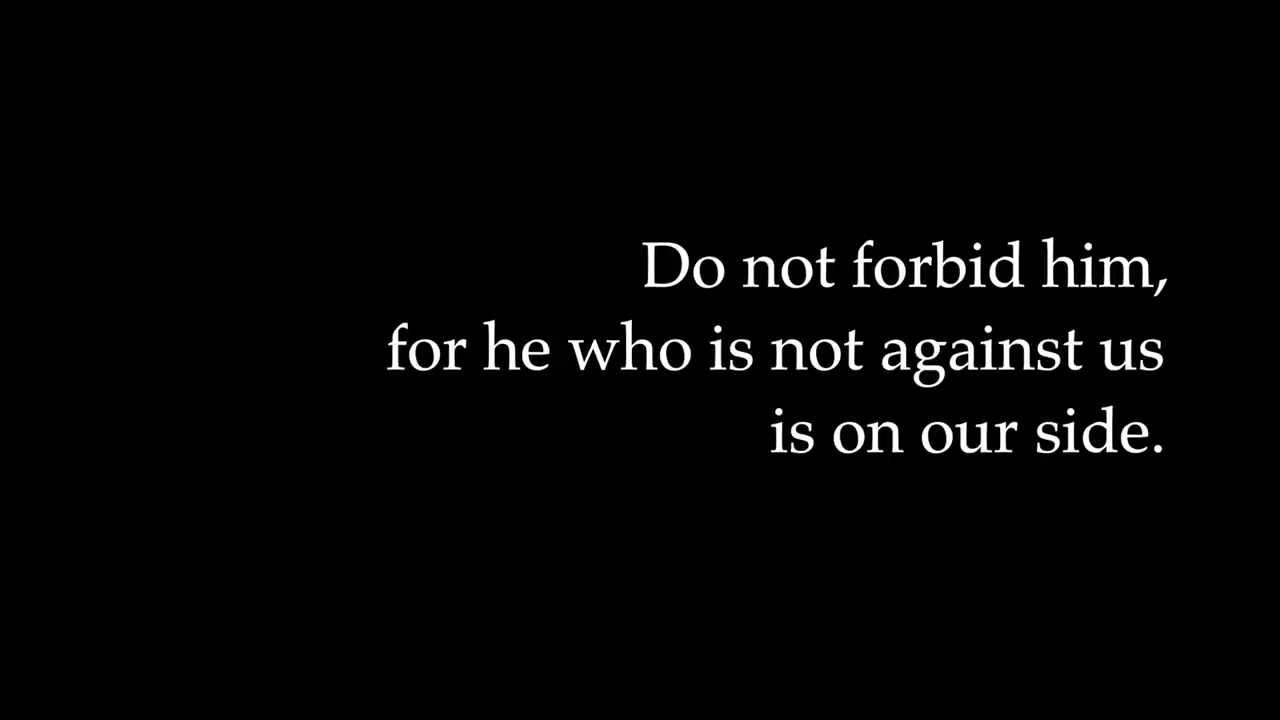 Do not forbid him,
for he who is not against us
is on our side.